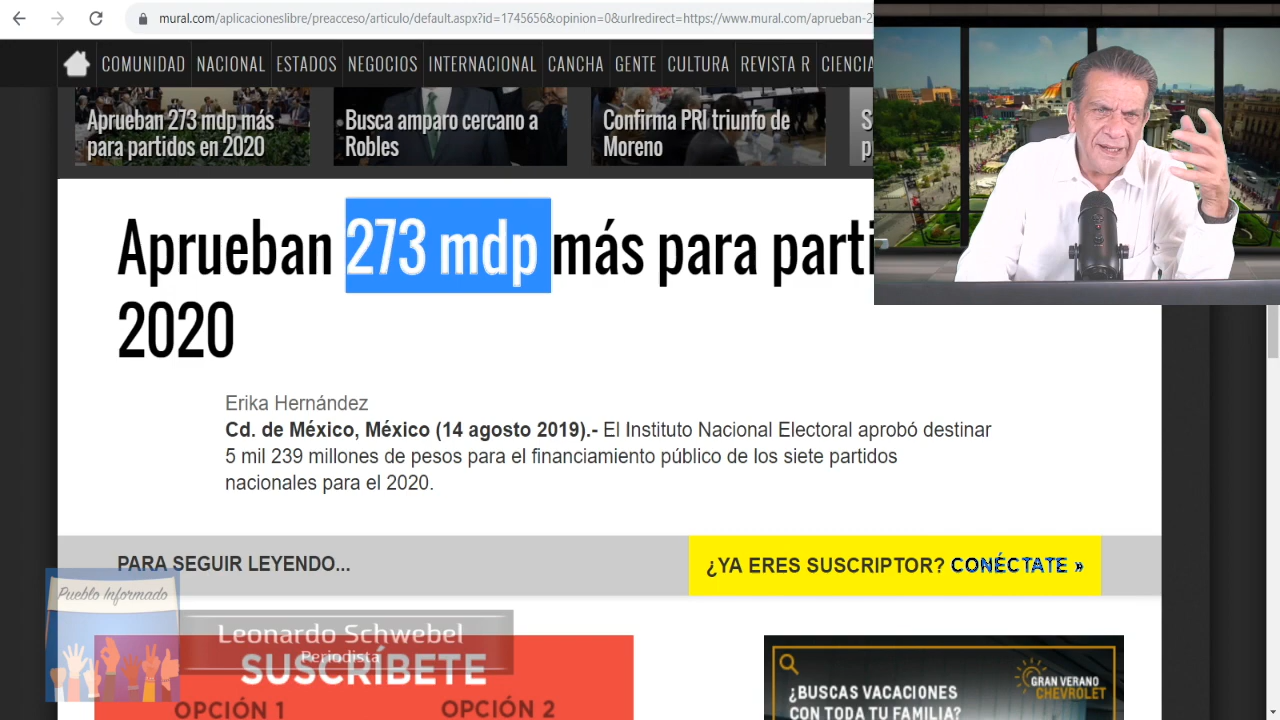 mural.com/aplicacioneslibre/preacceso/articulo/default.aspx?id=1745656&opinion=0&urlredirect=https://www.mural.com/aprueban-2
COMUNIDAD NACIONAL ESTADOS NEGOCIOS INTERNACIONAL CANCHA GENTE CULTURA REVISTA R CIENCIA
Aprueban 273 mdp más
para partidos en 2020
Busca amparo cercano a
Robles
Confirma PRI triunfo de
Moreno
S
p
Aprueban 273 mdp más para parti
2020
Erika Hernández
Cd. de México, México (14 agosto 2019).- El Instituto Nacional Electoral aprobó destinar
5 mil 239 millones de pesos para el financiamiento público de los siete partidos
nacionales para el 2020.
PARA SEGUIR LEYENDO...
¿YA ERES SUSCRIPTOR? CONÉCTATE »
Pueblo Informado
Leonardo Schwebel
Periodista
SUSCRÍBETE
OPCIÓN 1 OPCIÓN 2
¿BUSCAS VACACIONES
CON TODA TU FAMILIA?
GRAN VERANO
CHEVROLET